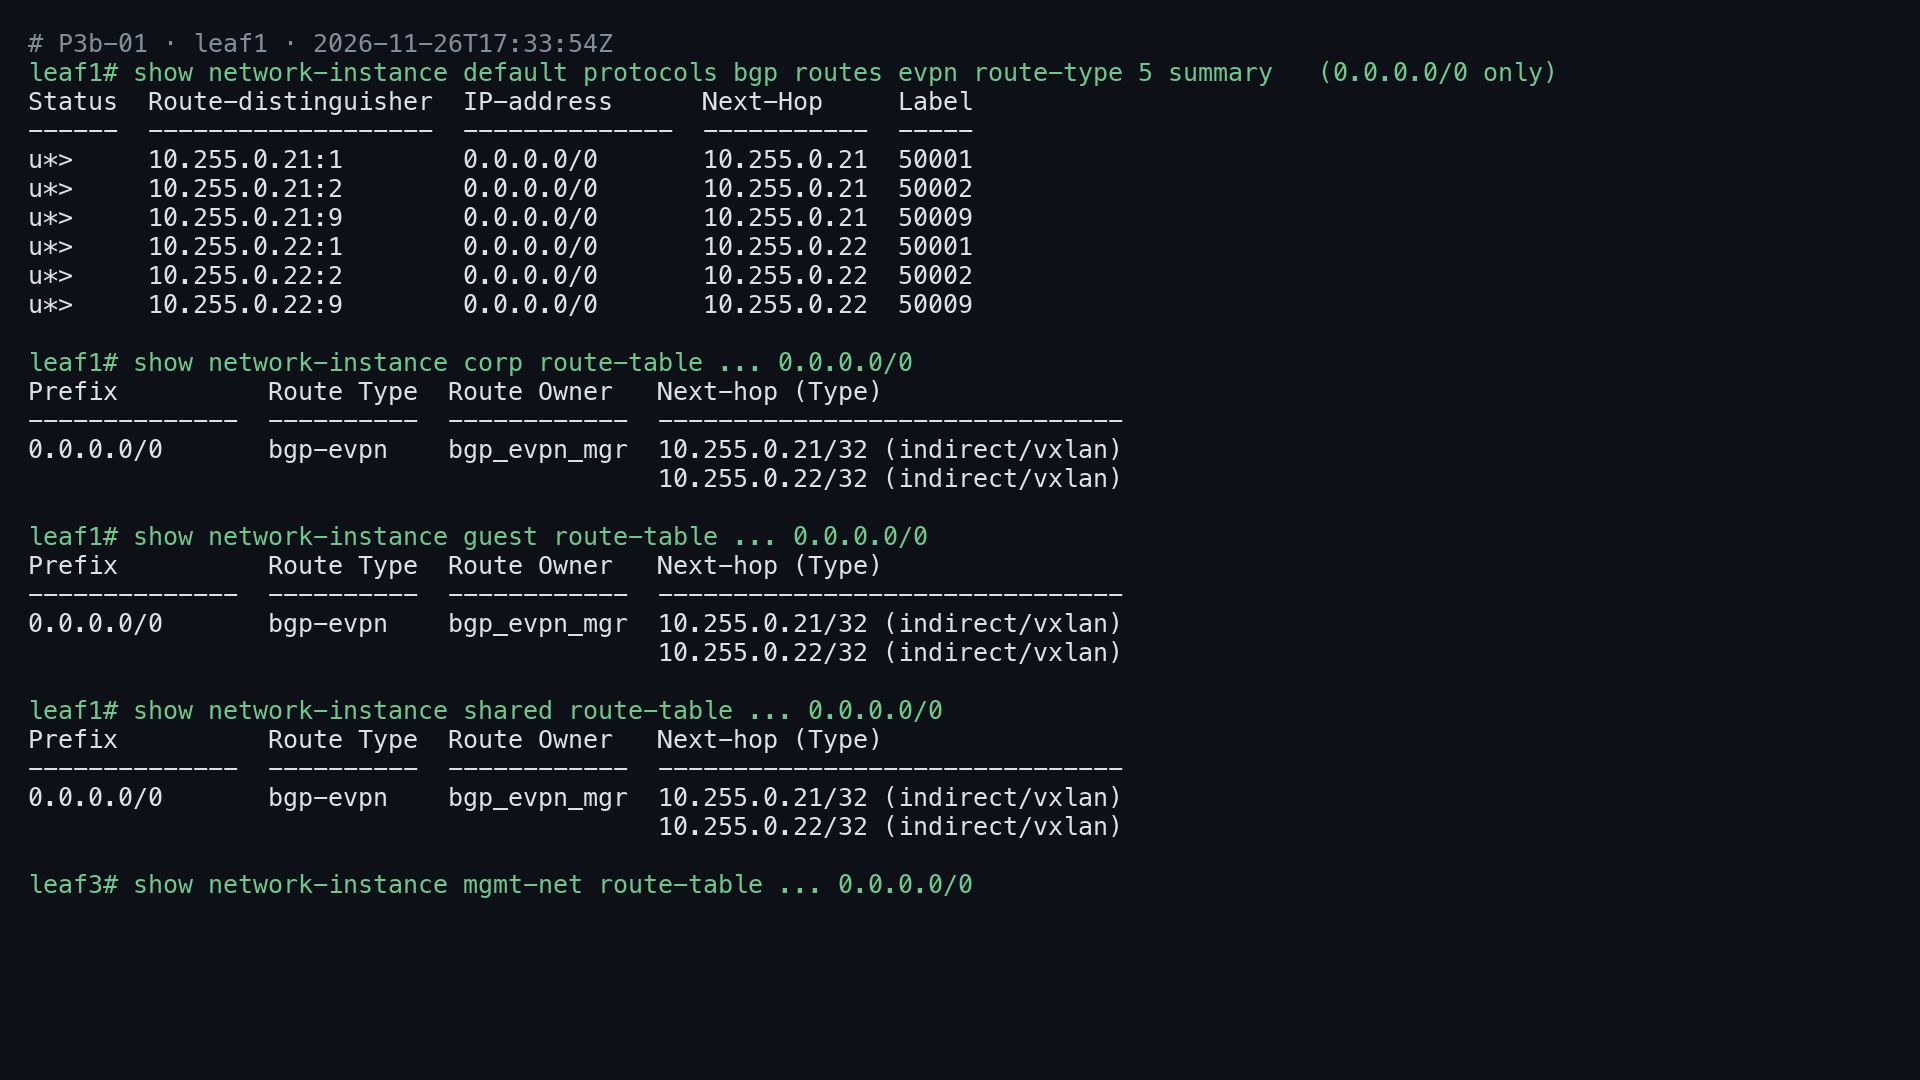 # P3b-01 · leaf1 · 2026-11-26T17:33:54Z
leaf1# show network-instance default protocols bgp routes evpn route-type 5 summary   (0.0.0.0/0 only)
Status  Route-distinguisher  IP-address      Next-Hop     Label
------  -------------------  --------------  -----------  -----
u*>     10.255.0.21:1        0.0.0.0/0       10.255.0.21  50001
u*>     10.255.0.21:2        0.0.0.0/0       10.255.0.21  50002
u*>     10.255.0.21:9        0.0.0.0/0       10.255.0.21  50009
u*>     10.255.0.22:1        0.0.0.0/0       10.255.0.22  50001
u*>     10.255.0.22:2        0.0.0.0/0       10.255.0.22  50002
u*>     10.255.0.22:9        0.0.0.0/0       10.255.0.22  50009

leaf1# show network-instance corp route-table ... 0.0.0.0/0
Prefix          Route Type  Route Owner   Next-hop (Type)
--------------  ----------  ------------  -------------------------------
0.0.0.0/0       bgp-evpn    bgp_evpn_mgr  10.255.0.21/32 (indirect/vxlan)
                                          10.255.0.22/32 (indirect/vxlan)

leaf1# show network-instance guest route-table ... 0.0.0.0/0
Prefix          Route Type  Route Owner   Next-hop (Type)
--------------  ----------  ------------  -------------------------------
0.0.0.0/0       bgp-evpn    bgp_evpn_mgr  10.255.0.21/32 (indirect/vxlan)
                                          10.255.0.22/32 (indirect/vxlan)

leaf1# show network-instance shared route-table ... 0.0.0.0/0
Prefix          Route Type  Route Owner   Next-hop (Type)
--------------  ----------  ------------  -------------------------------
0.0.0.0/0       bgp-evpn    bgp_evpn_mgr  10.255.0.21/32 (indirect/vxlan)
                                          10.255.0.22/32 (indirect/vxlan)

leaf3# show network-instance mgmt-net route-table ... 0.0.0.0/0